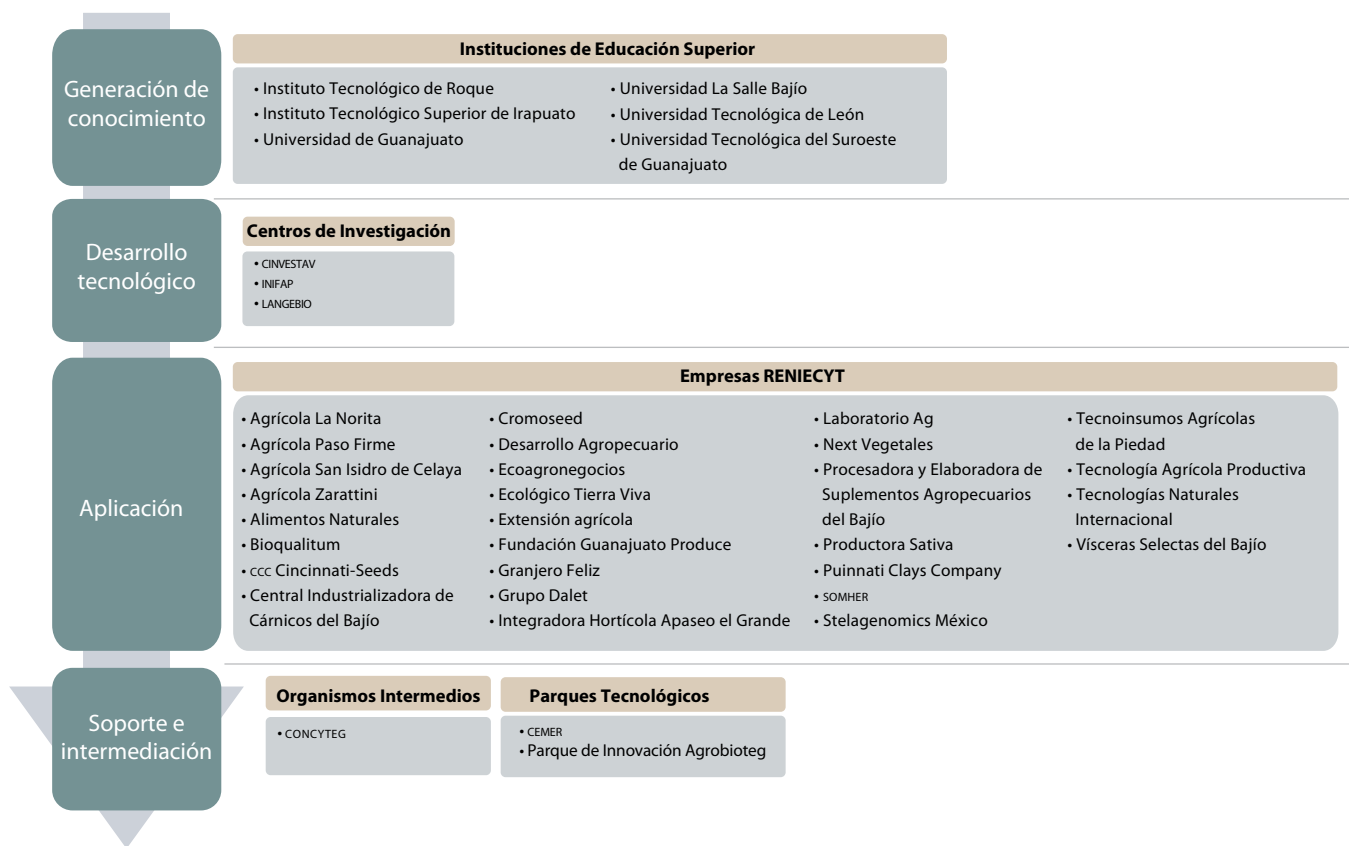 Generación de
conocimiento
Instituciones de Educación Superior
• Instituto Tecnológico de Roque
• Instituto Tecnológico Superior de Irapuato
• Universidad de Guanajuato
• Universidad La Salle Bajío
• Universidad Tecnológica de León
• Universidad Tecnológica del Suroeste
de Guanajuato
Desarrollo
tecnológico
Centros de Investigación
• CINVESTAV
• INIFAP
• LANGEBIO
Aplicación
Empresas RENIECYT
• Agrícola La Norita
• Agrícola Paso Firme
• Agrícola San Isidro de Celaya
• Agrícola Zarattini
• Alimentos Naturales
• Bioqualitum
• CCC Cincinnati-Seeds
• Central Industrializadora de
Cárnicos del Bajío
• Cromoseed
• Desarrollo Agropecuario
• Ecoagronegocios
• Ecológico Tierra Viva
• Extensión agrícola
• Fundación Guanajuato Produce
• Granjero Feliz
• Grupo Dalet
• Integradora Hortícola Apaseo el Grande
• Laboratorio Ag
• Next Vegetales
• Procesadora y Elaboradora de
Suplementos Agropecuarios
del Bajío
• Productora Sativa
• Puinnati Clays Company
• SOMHER
• Stelagenomics México
• Tecnoinsumos Agrícolas
de la Piedad
• Tecnología Agrícola Productiva
• Tecnologías Naturales
Internacional
• Vísceras Selectas del Bajío
Soporte e
intermediación
Organismos Intermedios
• CONCYTEG
Parques Tecnológicos
• CEMER
• Parque de Innovación Agrobioteg